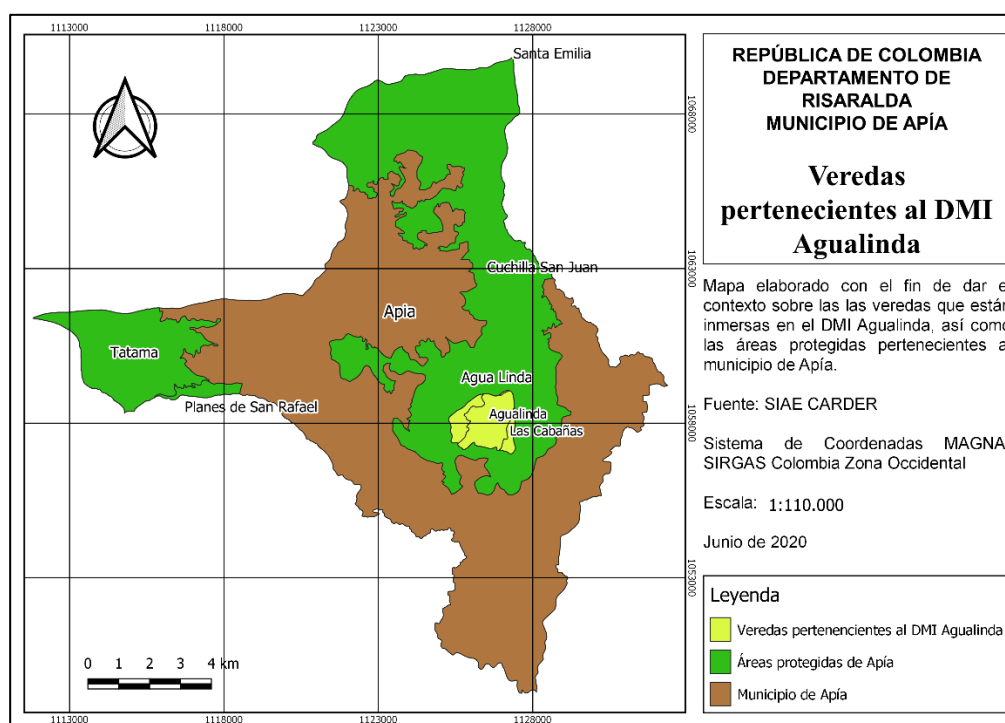 1113000 1118000 1123000 1128000
Santa Emilia
1068000
Cuchilla San Juan
1063000
Apia
Tatama
Agua Linda
Planes de San Rafael
Agualinda
Las Cabañas
1058000
1053000
0 1 2 3 4 km
1113000 1118000 1123000 1128000
REPÚBLICA DE COLOMBIA
DEPARTAMENTO DE
RISARALDA
MUNICIPIO DE APÍA
Veredas
pertenecientes al DMI
Agualinda
Mapa elaborado con el fin de dar e
contexto sobre las las veredas que están
inmersas en el DMI Agualinda, así como
las áreas protegidas pertenecientes a
municipio de Apía.
Fuente: SIAE CARDER
Sistema de Coordenadas MAGNA
SIRGAS Colombia Zona Occidental
Escala: 1:110.000
Junio de 2020
Leyenda
Veredas pertenencientes al DMI Agualinda
Áreas protegidas de Apía
Municipio de Apía